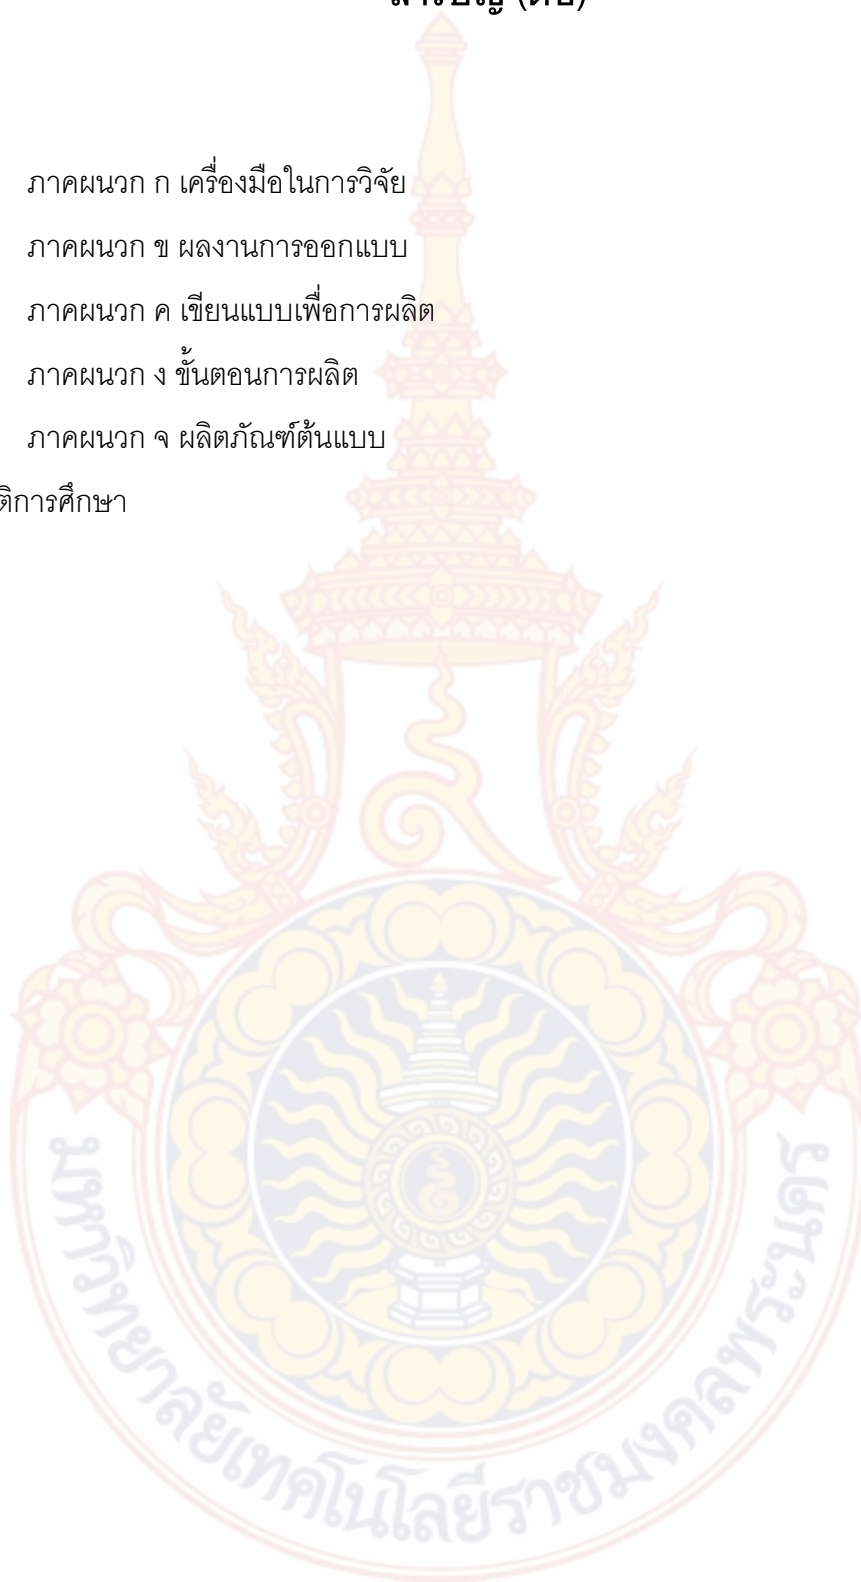 สารบัญ (ต่อ)
ภาคผนวก ก เครื่องมือในการวิจัย
ภาคผนวก ข ผลงานการออกแบบ
ภาคผนวก ค เขียนแบบเพื่อการผลิต
ภาคผนวก ง ขั้นตอนการผลิต
ภาคผนวก จ ผลิตภัณฑ์ต้นแบบ
ติการศึกษา
มหาวิทยาลัยเทคโนโลยีราชมงคลพระนคร